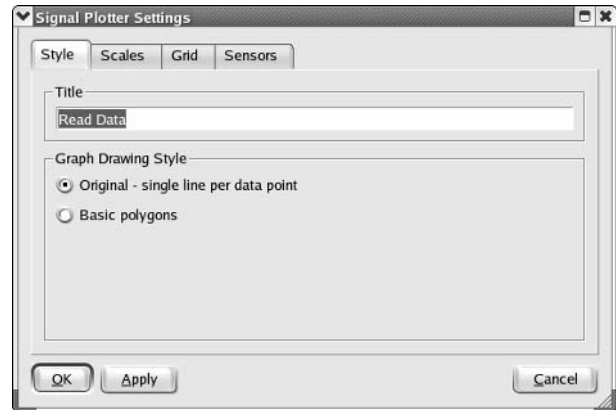 Signal Plotter Settings
Style Scales Grid Sensors
Title
Read Data
Graph Drawing Style
Original - single line per data point
Basic polygons
OK Apply Cancel